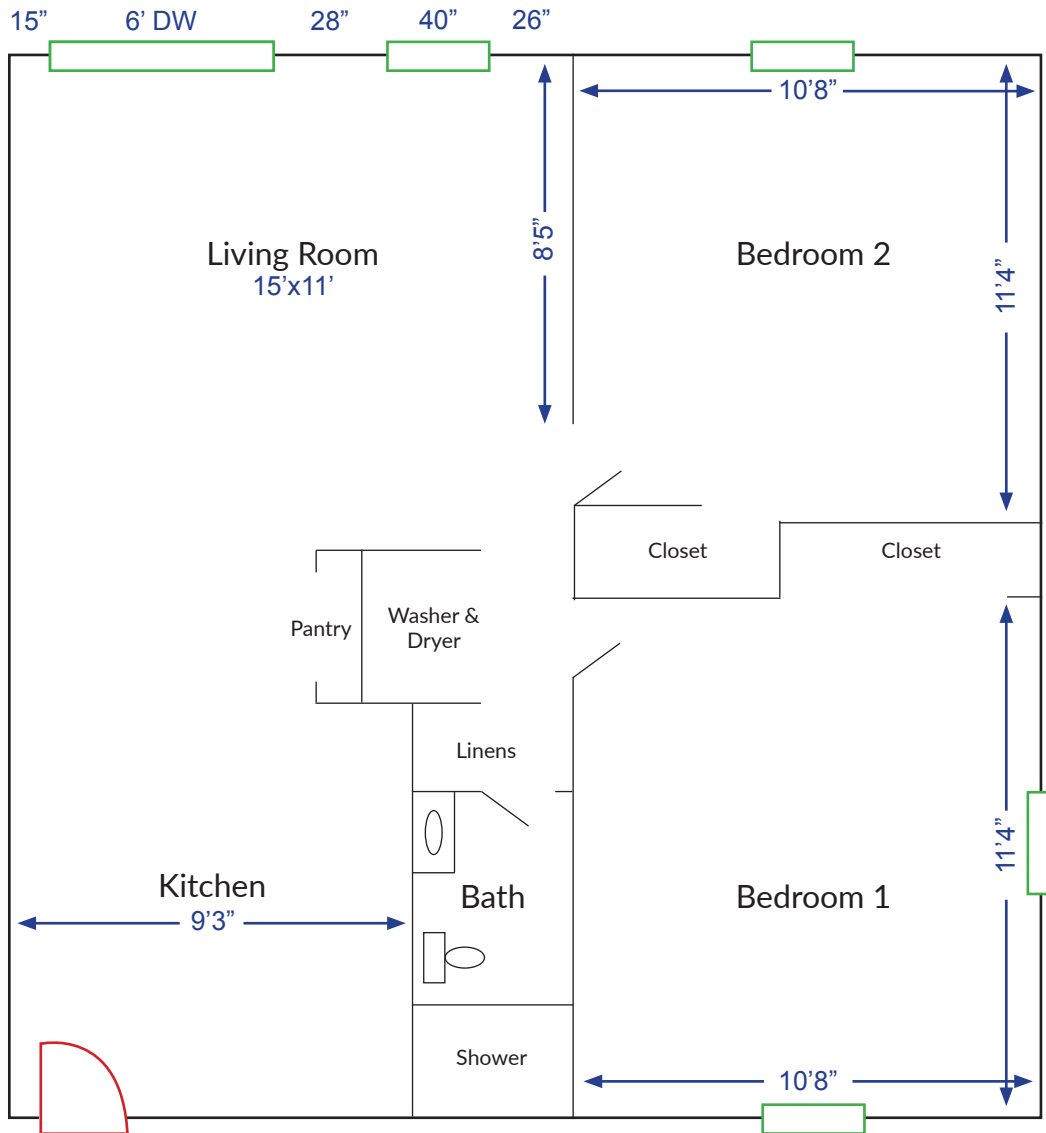 15” 6’ DW 28” 40” 26”
10’8”
8’5”
Living Room
15’x11’
Bedroom 2
11’4”
Closet
Closet
Pantry
Washer &
Dryer
Linens
Kitchen
9’3”
Bath
Bedroom 1
11’4”
Shower
10’8”